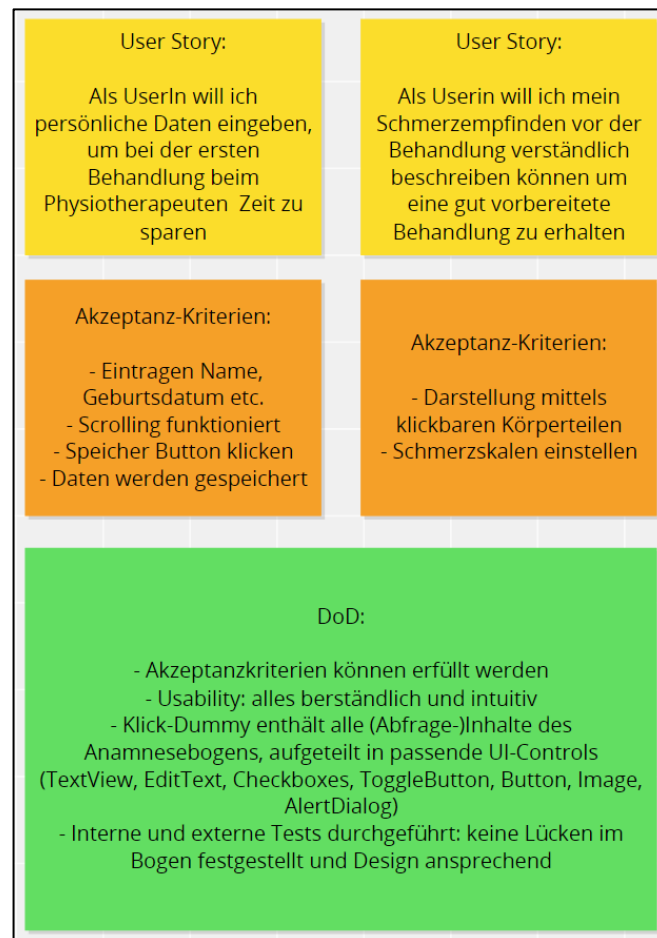 User Story:
Als UserIn will ich
persönliche Daten eingeben,
um bei der ersten
Behandlung beim
Physiotherapeuten Zeit zu
sparen
User Story:
Als Userin will ich mein
Schmerzempfinden vor der
Behandlung verständlich
beschreiben können um
eine gut vorbereitete
Behandlung zu erhalten
Akzeptanz-Kriterien:
- Eintragen Name,
Geburtsdatum etc.
- Scrolling funktioniert
- Speicher Button klicken
- Daten werden gespeichert
Akzeptanz-Kriterien:
- Darstellung mittels
klickbaren Körperteilen
- Schmerzskalen einstellen
DoD:
- Akzeptanzkriterien können erfüllt werden
- Usability: alles berständlich und intuitiv
- Klick-Dummy enthält alle (Abfrage-)Inhalte des
Anamnesebogens, aufgeteilt in passende UI-Controls
(TextView, EditText, Checkboxes, ToggleButton, Button, Image,
AlertDialog)
- Interne und externe Tests durchgeführt: keine Lücken im
Bogen festgestellt und Design ansprechend